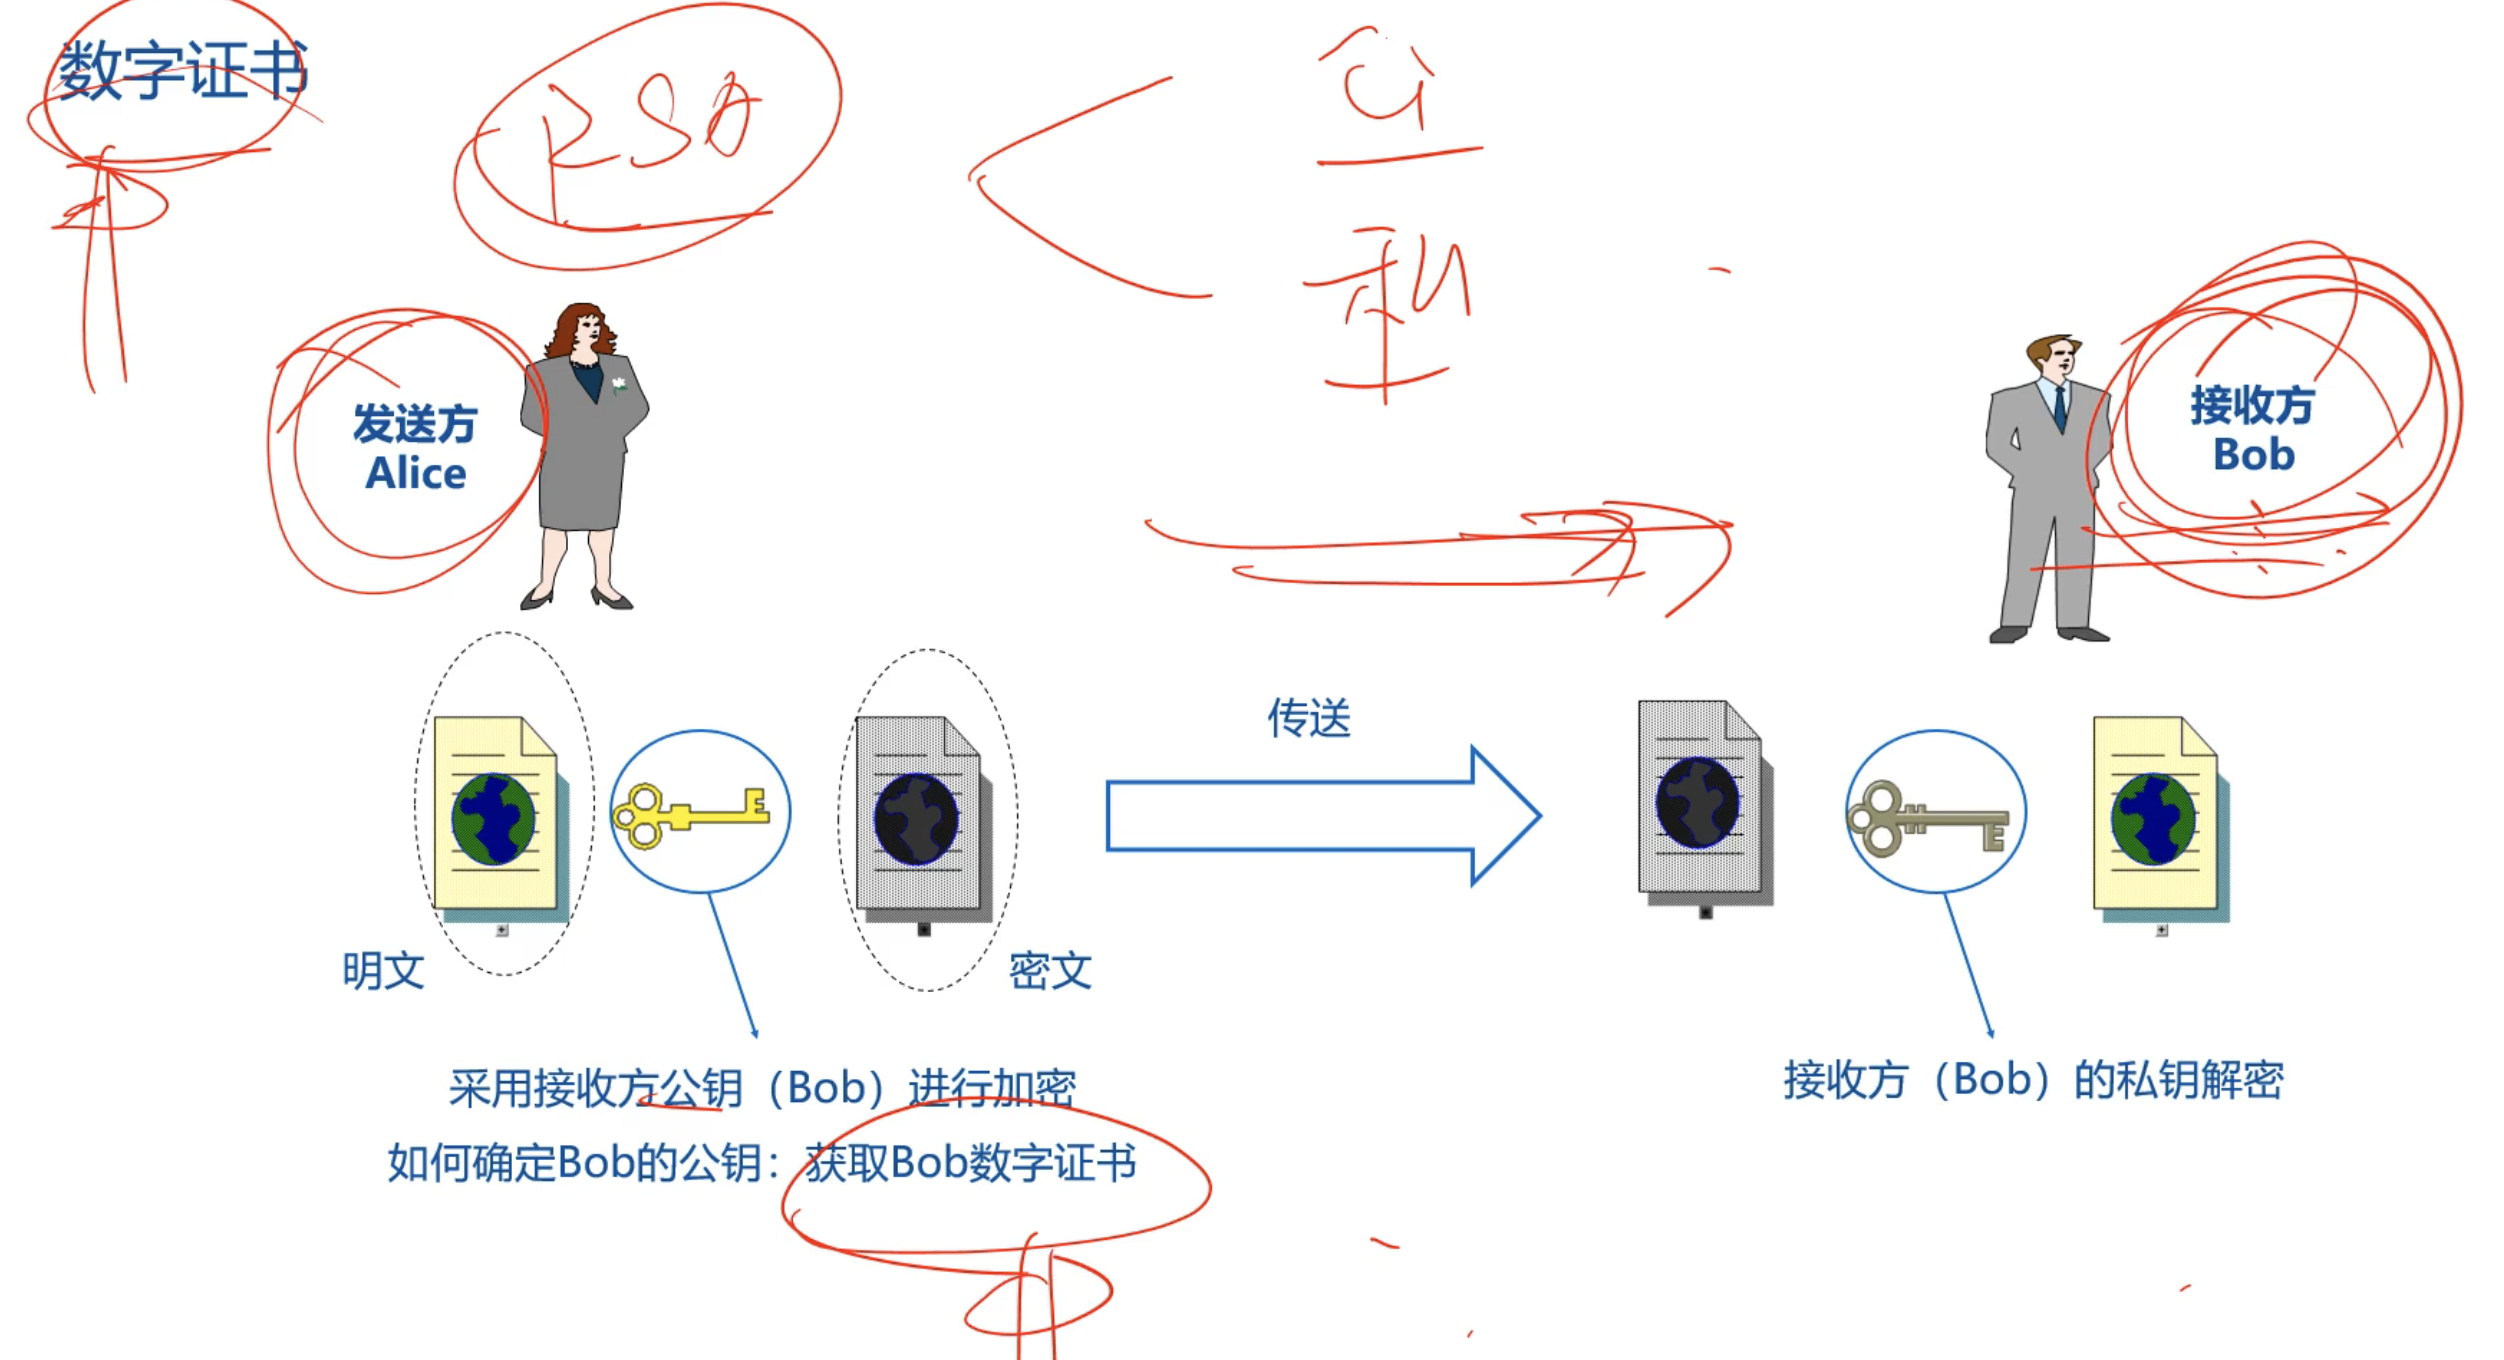 数字证书
RSA
公
私
发送方
Alice
接收方
Bob
传送
明文
密文
采用接收方公钥（Bob）进行加密
接收方（Bob）的私钥解密
如何确定Bob的公钥：获取Bob数字证书